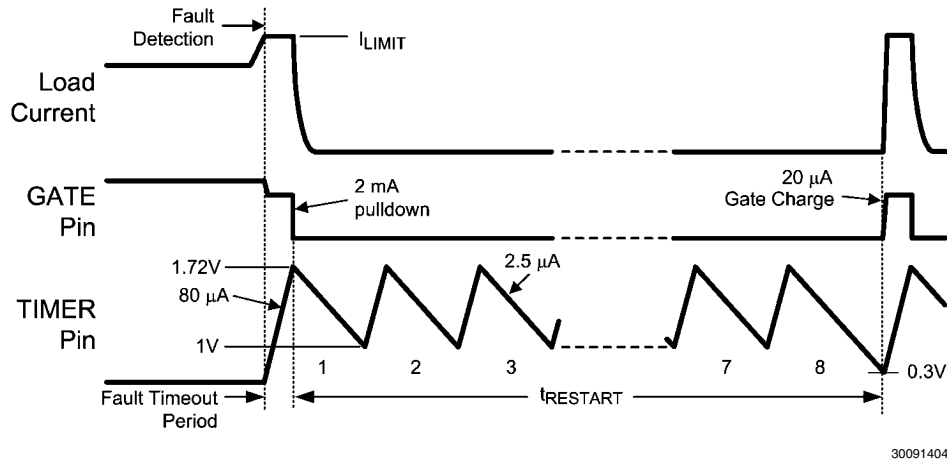 Fault
Detection
ILIMIT
Load
Current
GATE
Pin
2 mA
pulldown
20 μA
Gate Charge
1.72V
2.5 μA
80 μA
TIMER
Pin
1V
1
2
3
7
8
0.3V
Fault Timeout
Period
tRESTART
30091404